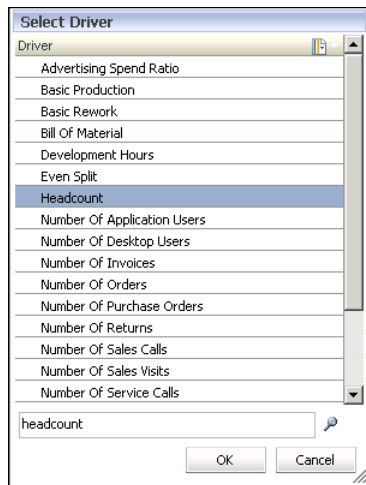 Select Driver
Driver
Advertising Spend Ratio
Basic Production
Basic Rework
Bill Of Material
Development Hours
Even Split
Headcount
Number Of Application Users
Number Of Desktop Users
Number Of Invoices
Number Of Orders
Number Of Purchase Orders
Number Of Returns
Number Of Sales Calls
Number Of Sales Visits
Number Of Service Calls
headcount
OK Cancel